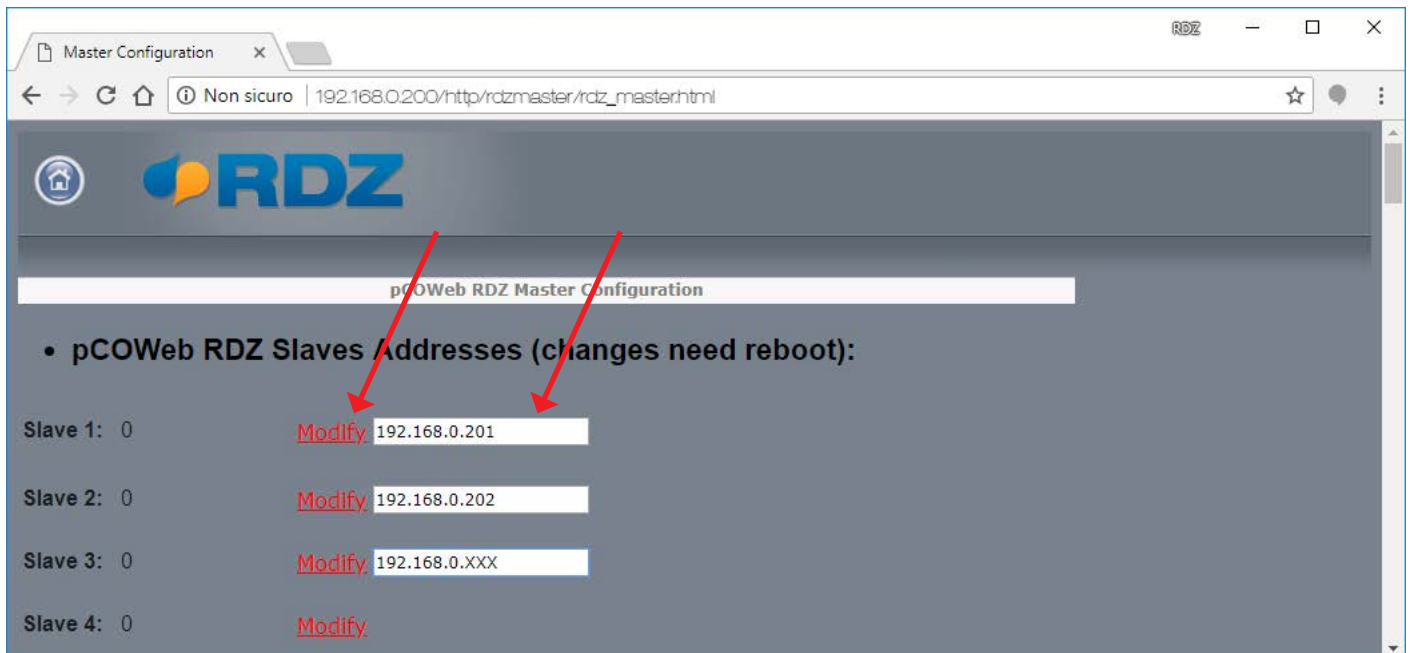 RDZ
Master Configuration
Non sicuro 192.168.0.200/http/rdzmaster/rdz_master.html
RDZ
pCOWeb RDZ Master Configuration
• pCOWeb RDZ Slaves Addresses (changes need reboot):
Slave 1: 0 Modify 192.168.0.201
Slave 2: 0 Modify 192.168.0.202
Slave 3: 0 Modify 192.168.0.XXX
Slave 4: 0 Modify